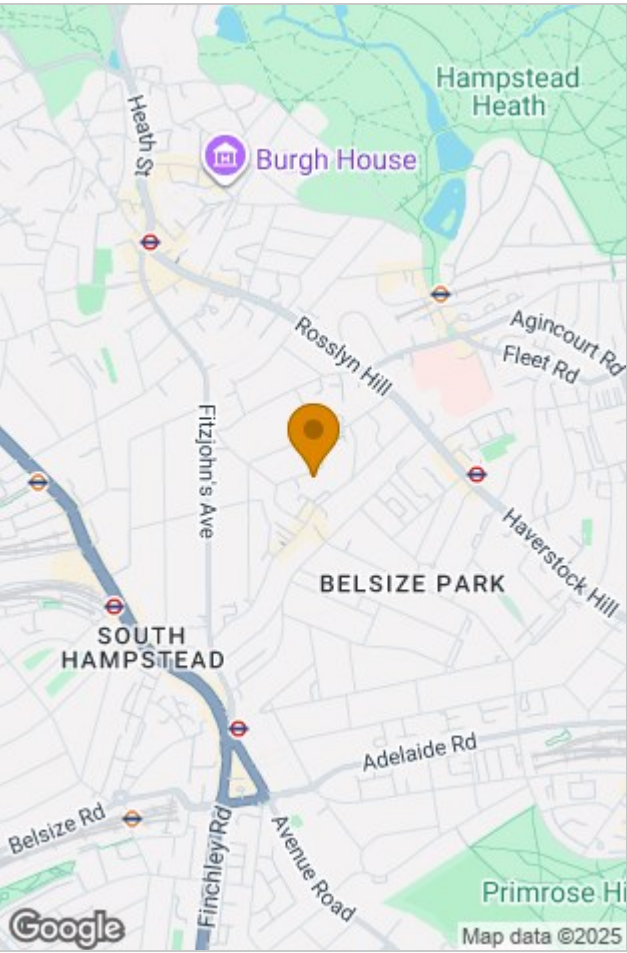 Hampstead
Heath
Heath St
Burgh House
Rosslyn Hill
Agincourt Rd
Fleet Rd
Fitzjohn's Ave
Haverstock Hill
BELSIZE PARK
SOUTH
HAMPSTEAD
Adelaide Rd
Belsize Rd
Finchley Rd
Avenue Road
Primrose Hi
Google
Map data ©2025